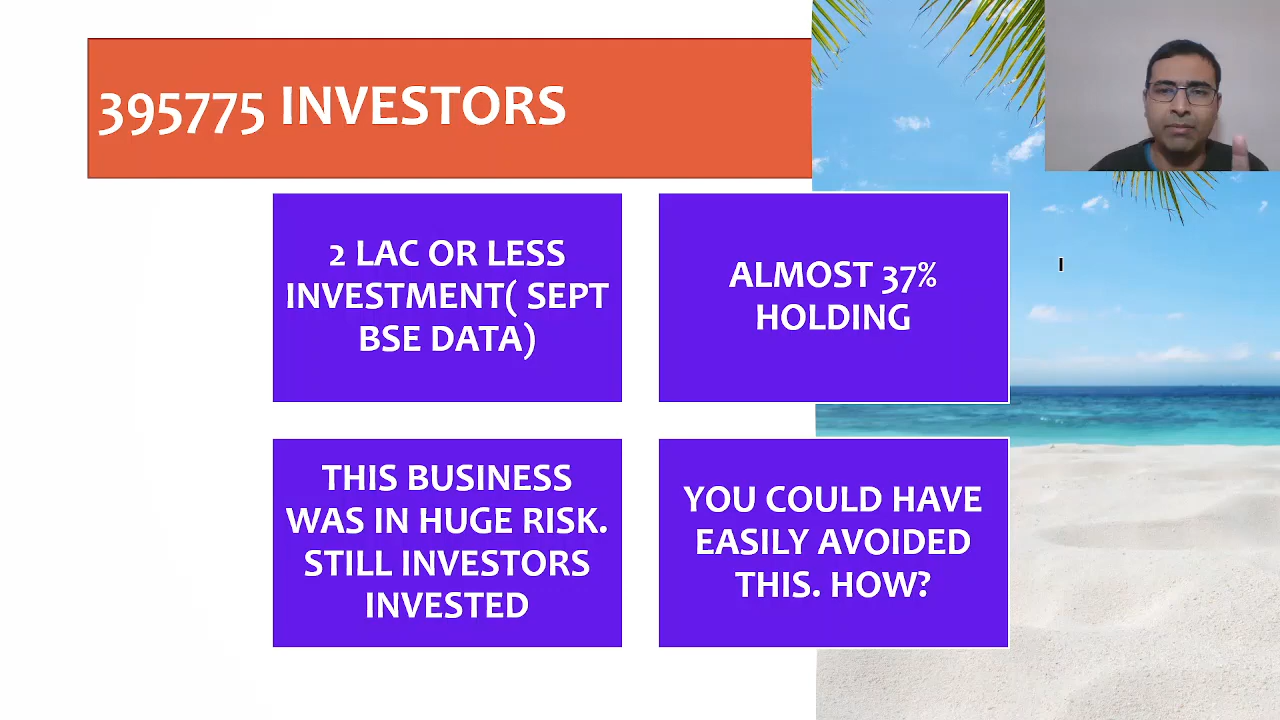 395775 INVESTORS
2 LAC OR LESS
INVESTMENT( SEPT
BSE DATA)
ALMOST 37%
HOLDING
THIS BUSINESS
WAS IN HUGE RISK.
STILL INVESTORS
INVESTED
YOU COULD HAVE
EASILY AVOIDED
THIS. HOW?